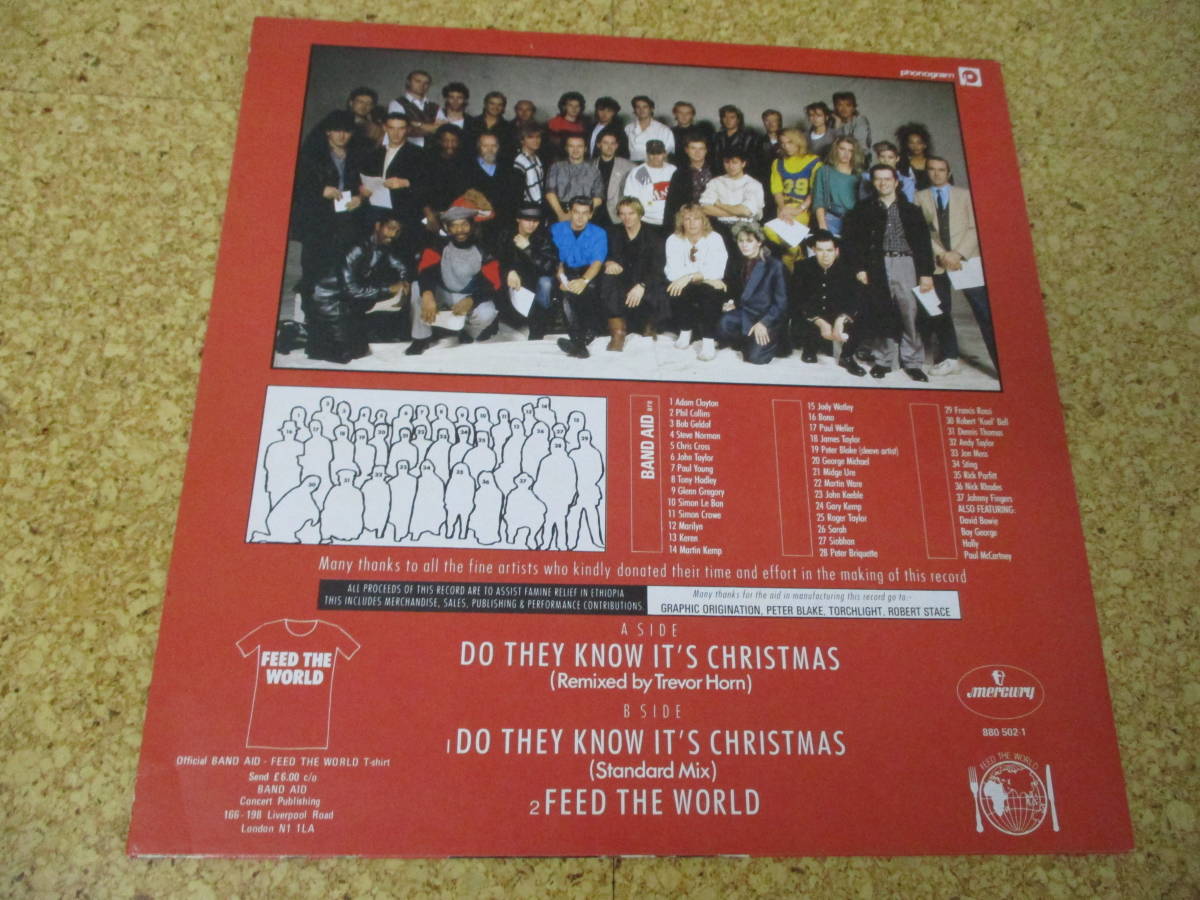 phonogram
39
BAND AID are
1 Adam Clayton
2 Phil Collins
3 Bob Geldof
4 Steve Norman
5 Chris Cross
6 John Taylor
7 Paul Young
8 Tony Hadley
9 Glenn Gregory
10 Simon Le Bon
11 Simon Crowe
12 Marilyn
13 Keren
14 Martin Kemp
15 Jody Watley
16 Bono
17 Paul Weller
18 James Taylor
19 Peter Blake (sleeve artist)
20 George Michael
21 Midge Ure
22 Martin Ware
23 John Keeble
24 Gary Kemp
25 Roger Taylor
26 Sarah
27 Siobhan
28 Peter Briquette
29 Francis Rossi
30 Robert 'Kool' Bell
31 Dennis Thomas
32 Andy Taylor
33 Jon Moss
34 Sting
35 Rick Parfitt
36 Nick Rhodes
37 Johnny Fingers
ALSO FEATURING:
David Bowie
Boy George
Holly
Paul McCartney
Many thanks to all the fine artists who kindly donated their time and effort in the making of this record
ALL PROCEEDS OF THIS RECORD ARE TO ASSIST FAMINE RELIEF IN ETHIOPIA
THIS INCLUDES MERCHANDISE, SALES, PUBLISHING & PERFORMANCE CONTRIBUTIONS.
Many thanks for the aid in manufacturing this record go to:-
GRAPHIC ORIGINATION, PETER BLAKE, TORCHLIGHT, ROBERT STACE
A SIDE
DO THEY KNOW IT'S CHRISTMAS
(Remixed by Trevor Horn)
B SIDE
1 DO THEY KNOW IT'S CHRISTMAS
(Standard Mix)
2 FEED THE WORLD
FEED THE
WORLD
Official BAND AID - FEED THE WORLD T-shirt
Send £6.00 c/o
BAND AID
Concert Publishing
166-198 Liverpool Road
London N1 1LA
mercury
880 502-1
FEED THE WORLD